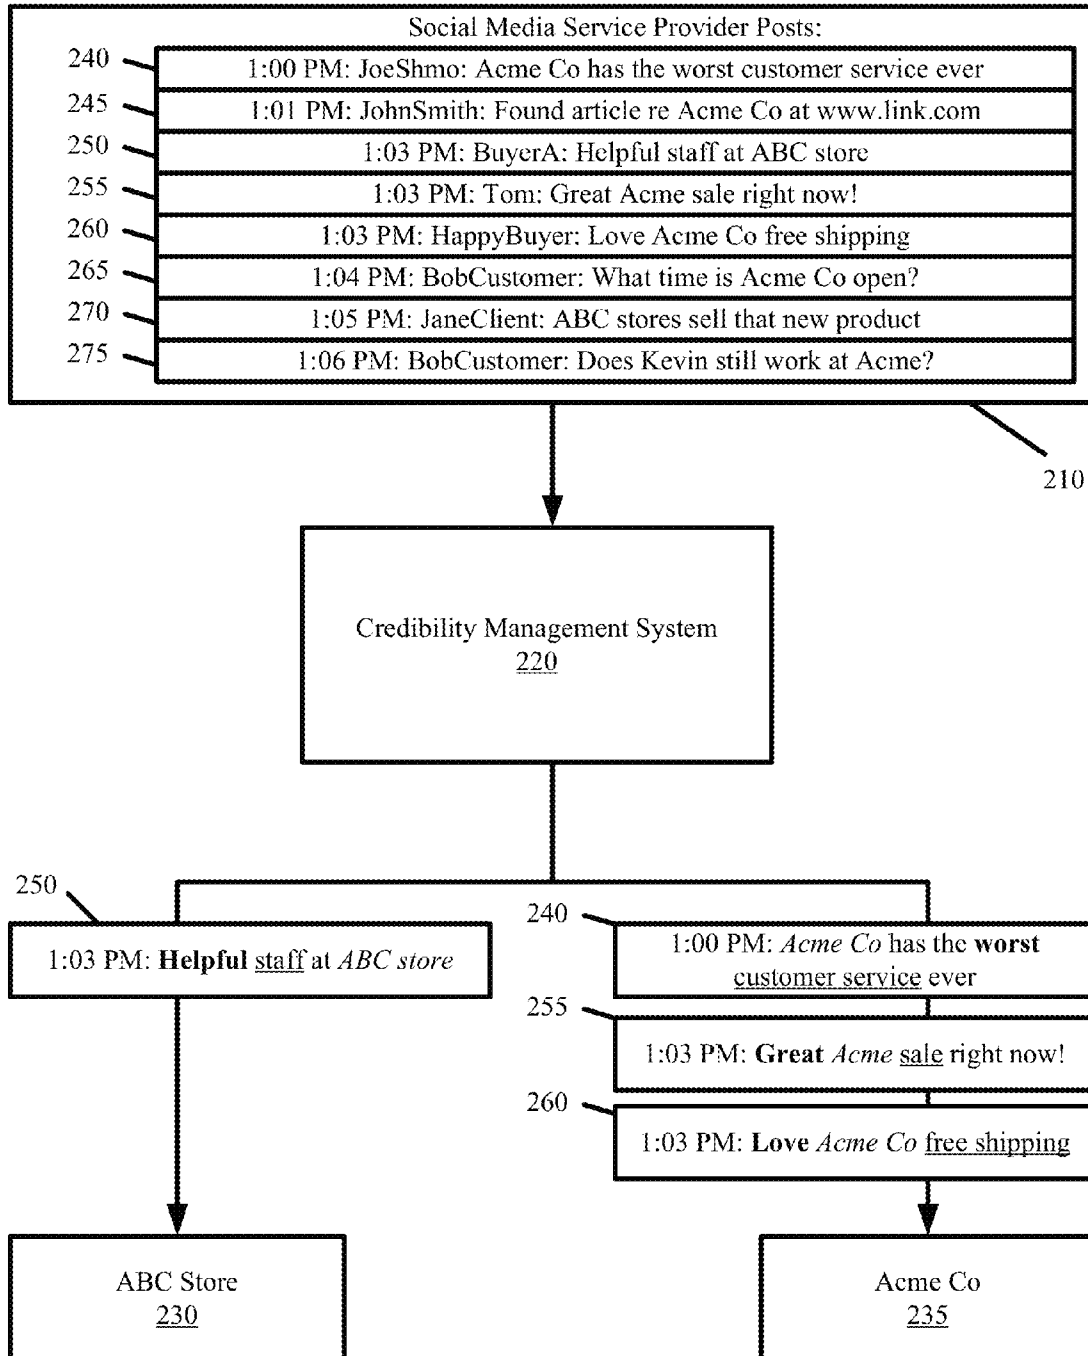 Social Media Service Provider Posts:
240
1:00 PM: JoeShmo: Acme Co has the worst customer service ever
245
1:01 PM: JohnSmith: Found article re Acme Co at www.link.com
250
1:03 PM: BuyerA: Helpful staff at ABC store
255
1:03 PM: Tom: Great Acme sale right now!
260
1:03 PM: HappyBuyer: Love Acme Co free shipping
265
1:04 PM: BobCustomer: What time is Acme Co open?
270
1:05 PM: JaneClient: ABC stores sell that new product
275
1:06 PM: BobCustomer: Does Kevin still work at Acme?
210
Credibility Management System
220
250
1:03 PM: Helpful staff at ABC store
240
1:00 PM: Acme Co has the worst
customer service ever
255
1:03 PM: Great Acme sale right now!
260
1:03 PM: Love Acme Co free shipping
ABC Store
230
Acme Co
235